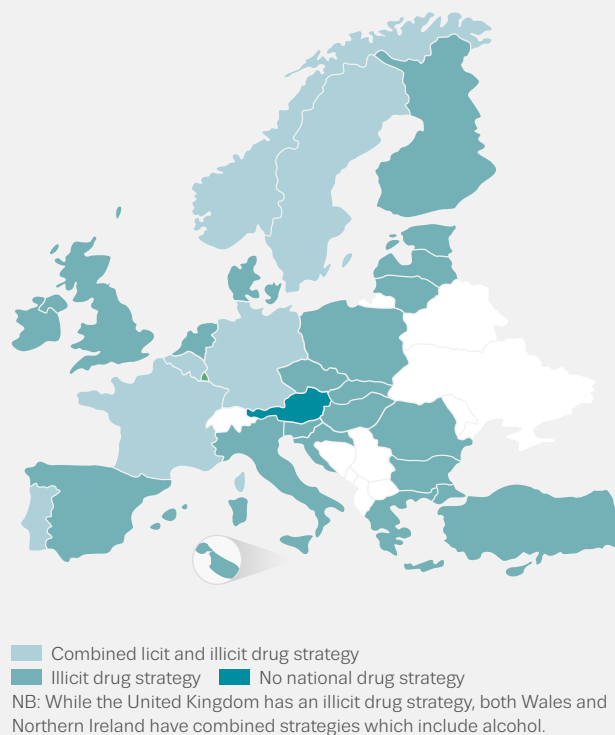 Combined licit and illicit drug strategy
Illicit drug strategy No national drug strategy
NB: While the United Kingdom has an illicit drug strategy, both Wales and
Northern Ireland have combined strategies which include alcohol.